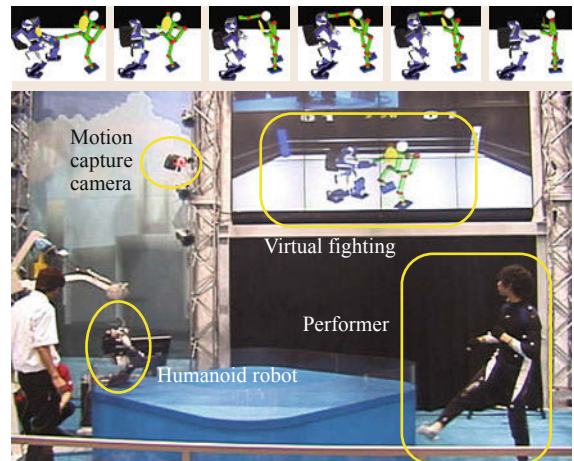 Motion
capture
camera
Virtual fighting
Performer
Humanoid robot